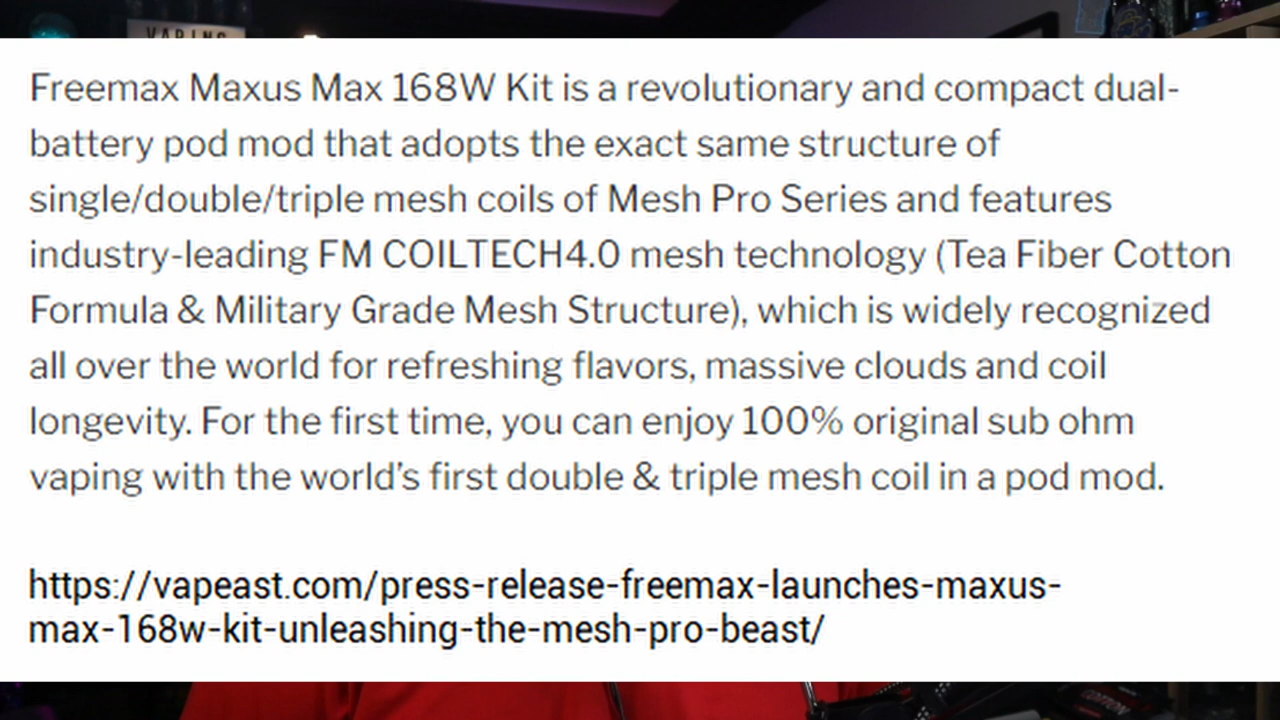 VAPING
Freemax Maxus Max 168W Kit is a revolutionary and compact dual-
battery pod mod that adopts the exact same structure of
single/double/triple mesh coils of Mesh Pro Series and features
industry-leading FM COILTECH4.0 mesh technology (Tea Fiber Cotton
Formula & Military Grade Mesh Structure), which is widely recognized
all over the world for refreshing flavors, massive clouds and coil
longevity. For the first time, you can enjoy 100% original sub ohm
vaping with the world's first double & triple mesh coil in a pod mod.
https://vapeast.com/press-release-freemax-launches-maxus-
max-168w-kit-unleashing-the-mesh-pro-beast/
COTTON